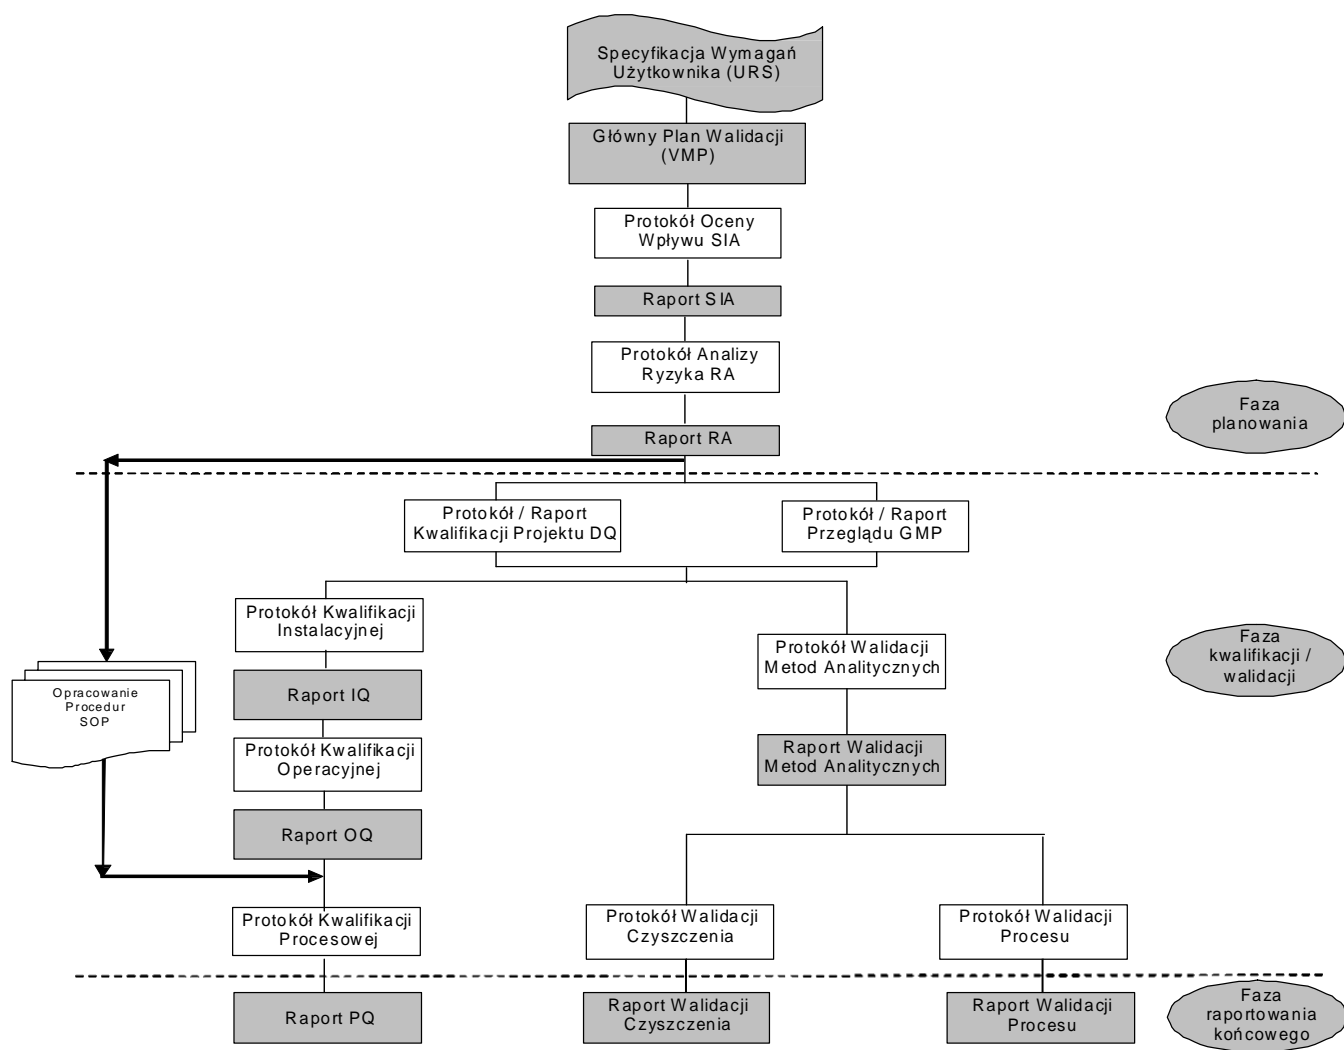 Specyfikacja Wymagań
Użytkownika (URS)
Główny Plan Walidacji
(VMP)
Protokół Oceny
Wpływu SIA
Raport SIA
Protokół Analizy
Ryzyka RA
Faza
planowania
Raport RA
Protokół / Raport
Kwalifikacji Projektu DQ
Protokół / Raport
Przeglądu GMP
Protokół Kwalifikacji
Instalacyjnej
Protokół Walidacji
Metod Analitycznych
Faza
kwalifikacji /
walidacji
Opracowanie
Procedur
SOP
Raport IQ
Protokół Kwalifikacji
Operacyjnej
Raport Walidacji
Metod Analitycznych
Raport OQ
Protokół Kwalifikacji
Procesowej
Protokół Walidacji
Czyszczenia
Protokół Walidacji
Procesu
Raport PQ
Raport Walidacji
Czyszczenia
Raport Walidacji
Procesu
Faza
raportowania
końcowego